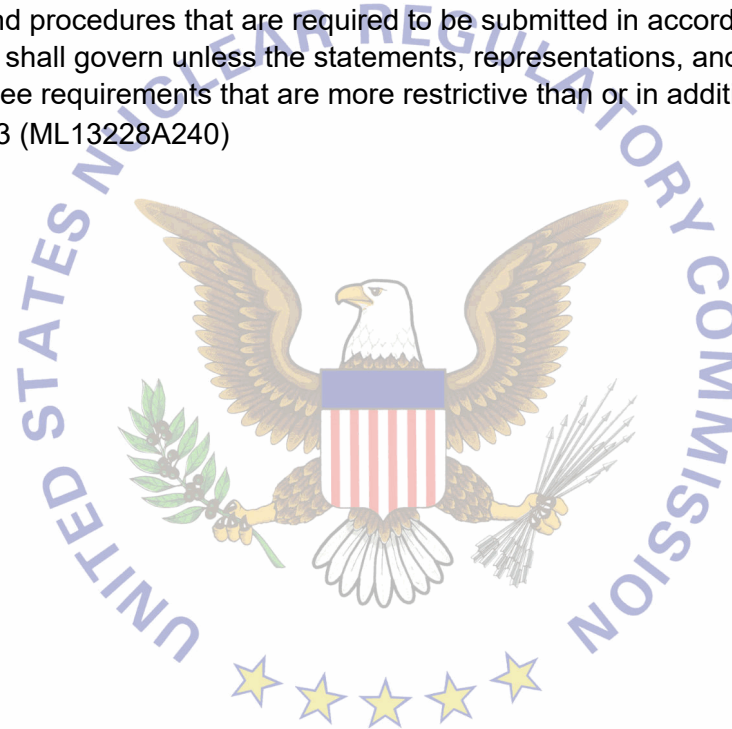 nd procedures that are required to be submitted in accord
shall govern unless the statements, representations, and
ee requirements that are more restrictive than or in addit
3 (ML13228A240)
UNITED STATES NUCLEAR REGULATORY COMMISSION